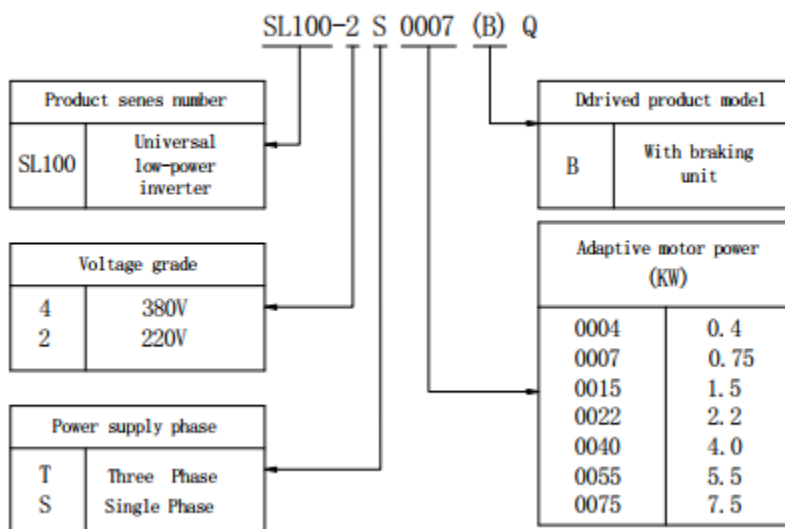 SL100-2 S 0007 (B) Q
Product senes number
SL100 Universal low-power inverter
Voltage grade
4 380V
2 220V
Power supply phase
T Three Phase
S Single Phase
Ddrived product model
B With braking unit
Adaptive motor power
(KW)
0004 0.4
0007 0.75
0015 1.5
0022 2.2
0040 4.0
0055 5.5
0075 7.5